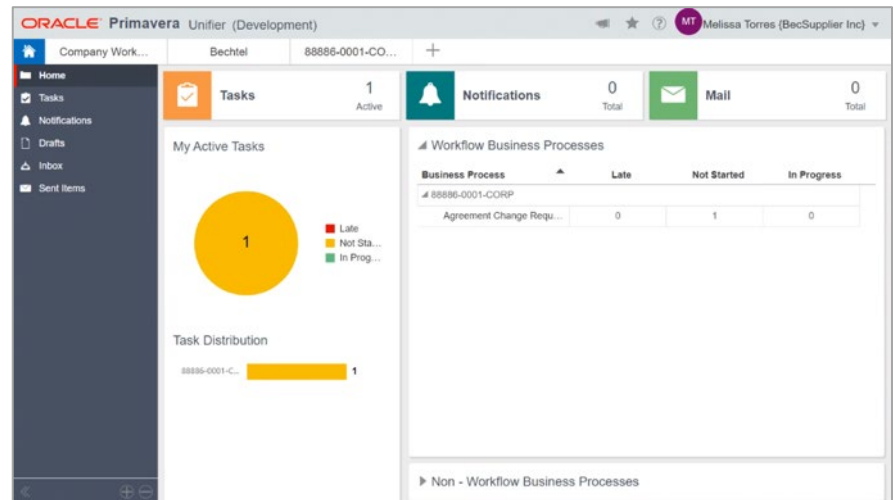 ORACLE Primavera Unifier (Development)
MT Melissa Torres {BecSupplier Inc}
Company Work...
Bechtel
88886-0001-CO...
Home
Tasks
Notifications
Drafts
Inbox
Sent Items
Tasks
1
Active
Notifications
0
Total
Mail
0
Total
My Active Tasks
1
Late
Not Sta...
In Prog...
Task Distribution
88886-0001-C...
1
Workflow Business Processes
Business Process Late Not Started In Progress
88886-0001-CORP
Agreement Change Requ... 0 1 0
Non - Workflow Business Processes